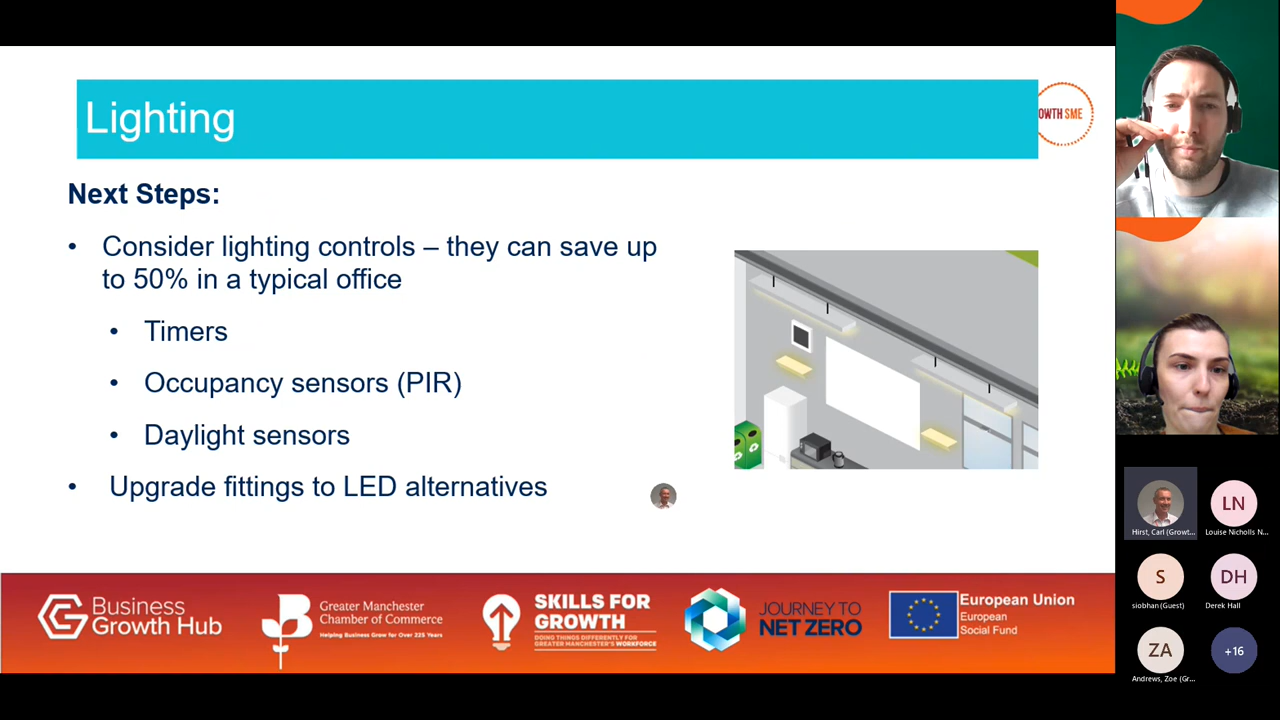 Lighting
OWTH SME
Next Steps:
• Consider lighting controls – they can save up
to 50% in a typical office
• Timers
• Occupancy sensors (PIR)
• Daylight sensors
• Upgrade fittings to LED alternatives
Business
Growth Hub
Greater Manchester
Chamber of Commerce
Helping Business Grow for Over 225 Years
SKILLS FOR
GROWTH
DOING THINGS DIFFERENTLY FOR
GREATER MANCHESTER'S WORKFORCE
JOURNEY TO
NET ZERO
European Union
European
Social Fund
Hirst, Carl (Growt...
LN
Louise Nicholls N...
S
siobhan (Guest)
DH
Derek Hall
ZA
Andrews, Zoe (Gr...
+16